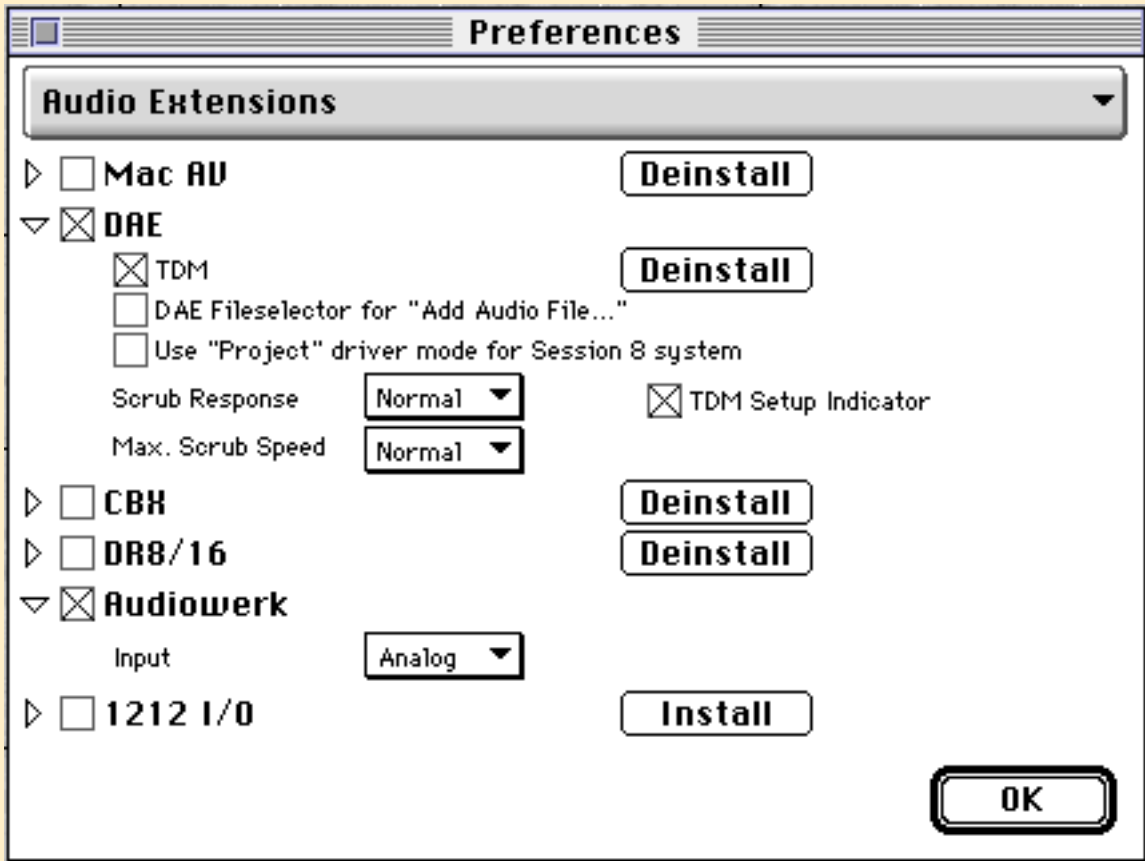 Preferences
Audio Extensions
Mac AV Deinstall
DAE
TDM Deinstall
DAE Fileselector for "Add Audio File..."
Use "Project" driver mode for Session 8 system
Scrub Response Normal TDM Setup Indicator
Max. Scrub Speed Normal
CBX Deinstall
DR8/16 Deinstall
Audiowerk
Input Analog
1212 I/O Install
OK